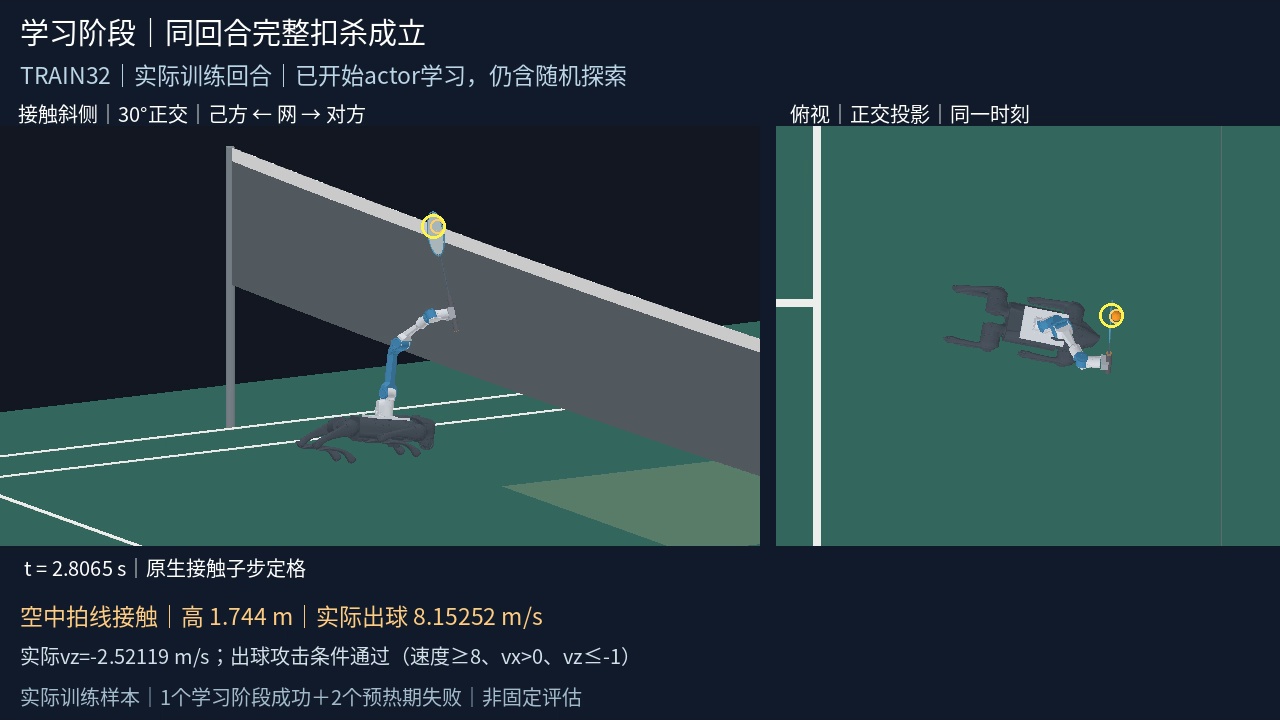 学习阶段｜同回合完整扣杀成立
TRAIN32｜实际训练回合｜已开始actor学习，仍含随机探索
接触斜侧｜30°正交｜己方 ← 网 → 对方
俯视｜正交投影｜同一时刻
t = 2.8065 s｜原生接触子步定格
空中拍线接触｜高 1.744 m｜实际出球 8.15252 m/s
实际vz=-2.52119 m/s；出球攻击条件通过（速度≥8、vx>0、vz≤-1）
实际训练样本｜1个学习阶段成功＋2个预热期失败｜非固定评估